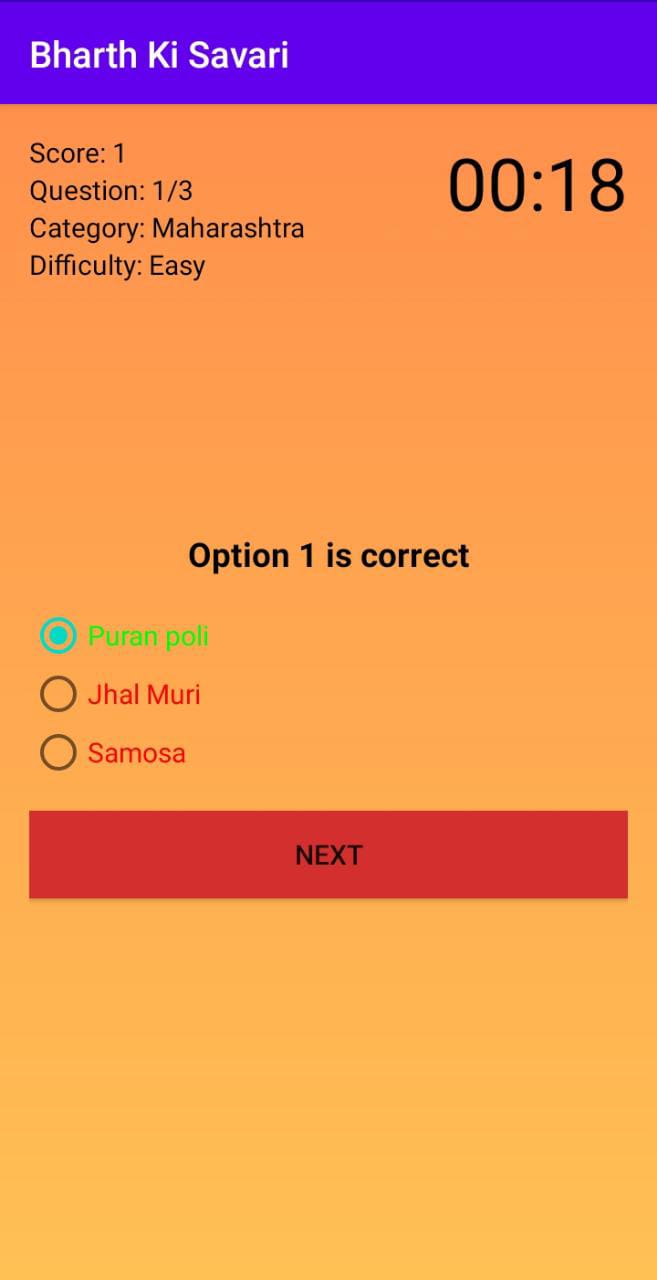 Bharth Ki Savari
Score: 1
00:18
Question: 1/3
Category: Maharashtra
Difficulty: Easy
Option 1 is correct
Puran poli
Jhal Muri
Samosa
NEXT